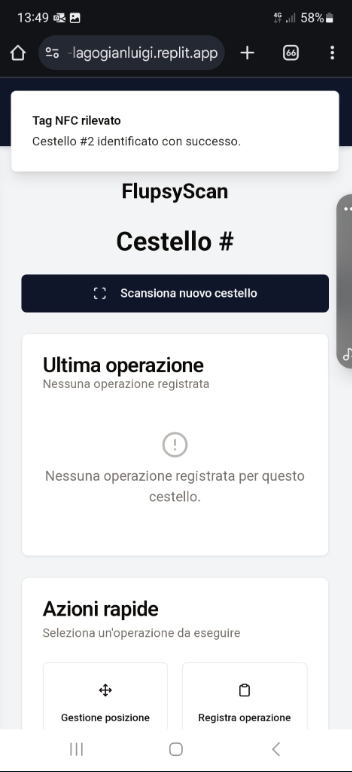 13:49
4G 58%
-lagogianluigi.replit.app
66
Tag NFC rilevato
Cestello #2 identificato con successo.
FlupsyScan
Cestello #
Scansiona nuovo cestello
Ultima operazione
Nessuna operazione registrata
Nessuna operazione registrata per questo
cestello.
Azioni rapide
Seleziona un'operazione da eseguire
Gestione posizione
Registra operazione